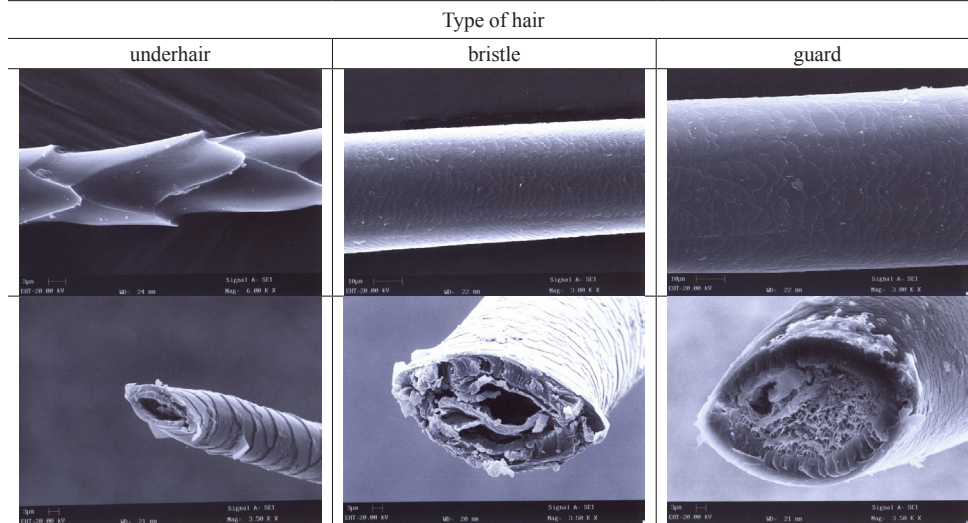 Type of hair
underhair bristle guard
3µm Signal A- SE1
EHT-20.00 kV WD- 24 mm Mag- 6.00 K X
10µm Signal A- SE1
EHT-20.00 kV WD- 22 mm Mag- 3.00 K X
10µm Signal A- SE1
EHT-20.00 kV WD- 22 mm Mag- 3.00 K X
3µm Signal A- SE1
EHT-20.00 kV WD- 21 mm Mag- 3.50 K X
3µm Signal A- SE1
EHT-20.00 kV WD- 20 mm Mag- 3.50 K X
3µm Signal A- SE1
EHT-20.00 kV WD- 21 mm Mag- 3.50 K X